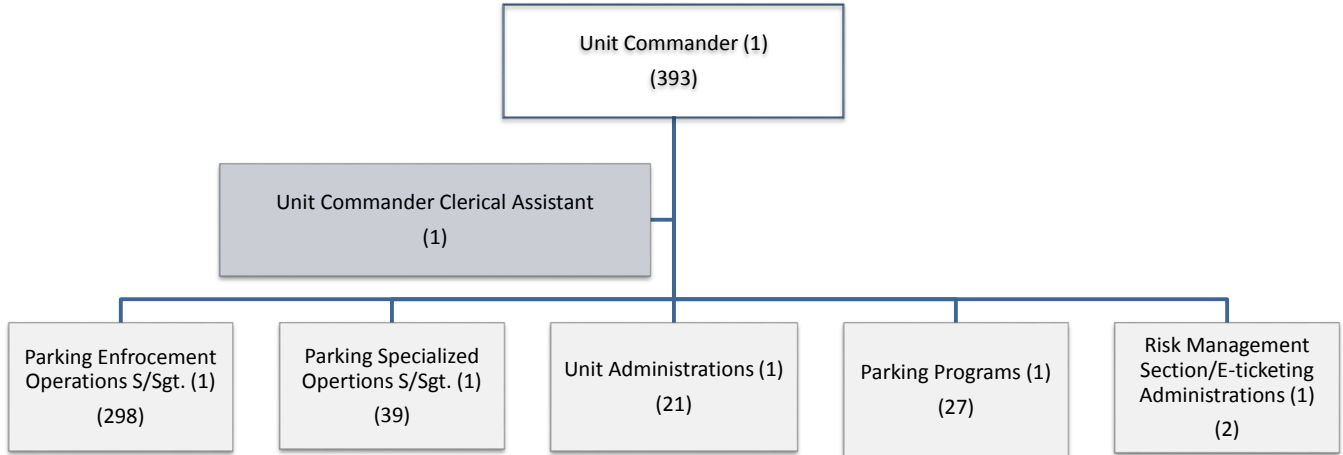 Unit Commander (1)
(393)
Unit Commander Clerical Assistant
(1)
Parking Enfrocement
Operations S/Sgt. (1)
(298)
Parking Specialized
Opertions S/Sgt. (1)
(39)
Unit Administrations (1)
(21)
Parking Programs (1)
(27)
Risk Management
Section/E-ticketing
Administrations (1)
(2)